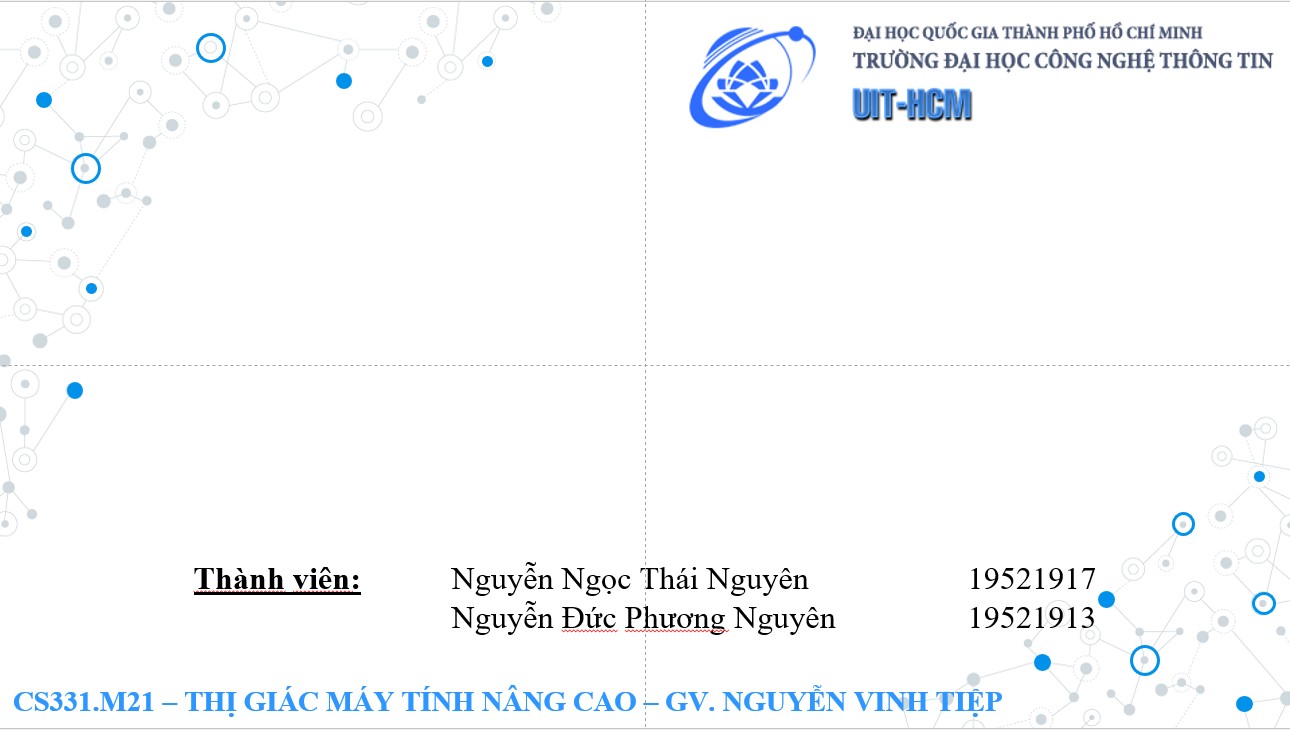 ĐẠI HỌC QUỐC GIA THÀNH PHỐ HỒ CHÍ MINH
TRƯỜNG ĐẠI HỌC CÔNG NGHỆ THÔNG TIN
UIT-HCM
Thành viên: Nguyễn Ngọc Thái Nguyên 19521917
Nguyễn Đức Phương Nguyên 19521913
CS331.M21 – THỊ GIÁC MÁY TÍNH NÂNG CAO – GV. NGUYỄN VINH TIỆP